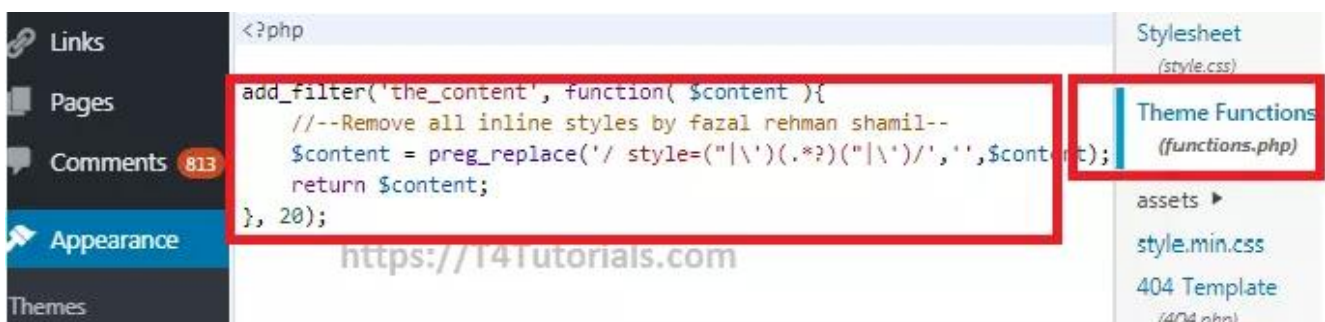 Links
Pages
Comments 813
Appearance
Themes
<?php
add_filter('the_content', function( $content ){
//--Remove all inline styles by fazal rehman shamil--
$content = preg_replace('/ style=("|\')(.*?)("|\')/','',$content);
return $content;
}, 20);
https://T4Tutorials.com
Stylesheet
(style.css)
Theme Functions
(functions.php)
assets ▶
style.min.css
404 Template
(404.php)